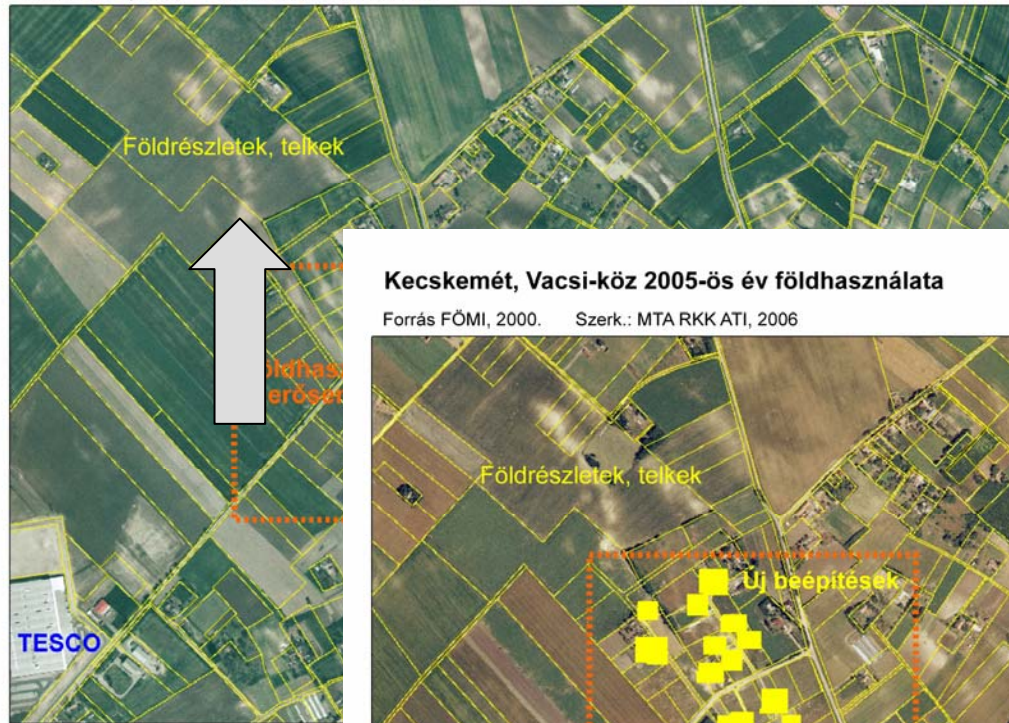 Földrészletek, telkek
Kecskemét, Vacsi-köz 2005-ös év földhasználata
Forrás FÖMI, 2000. Szerk.: MTA RKK ATI, 2006
Földrészletek, telkek
Új beépítések
TESCO